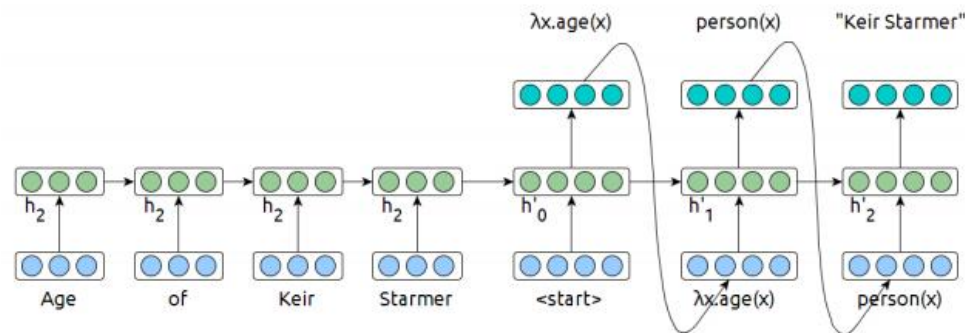 λx.age(x) person(x) "Keir Starmer"
h2 h2 h2 h2 h'0 h'1 h'2
Age of Keir Starmer <start> λx.age(x) person(x)